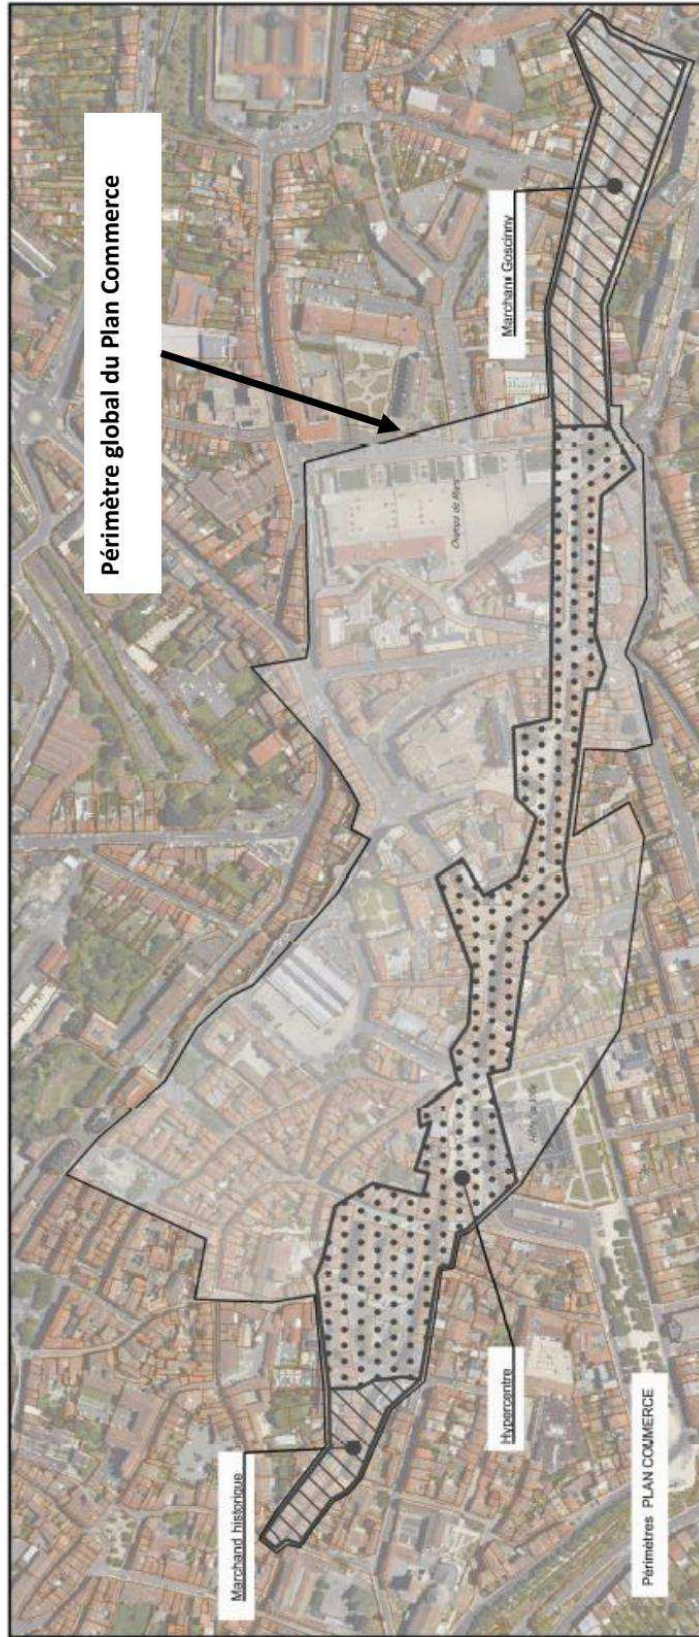 Périmètre global du Plan Commerce
Marchand Goscinny
Champ de Mars
Hypercentre
Marchand historique
Périmètres PLAN COMMERCE